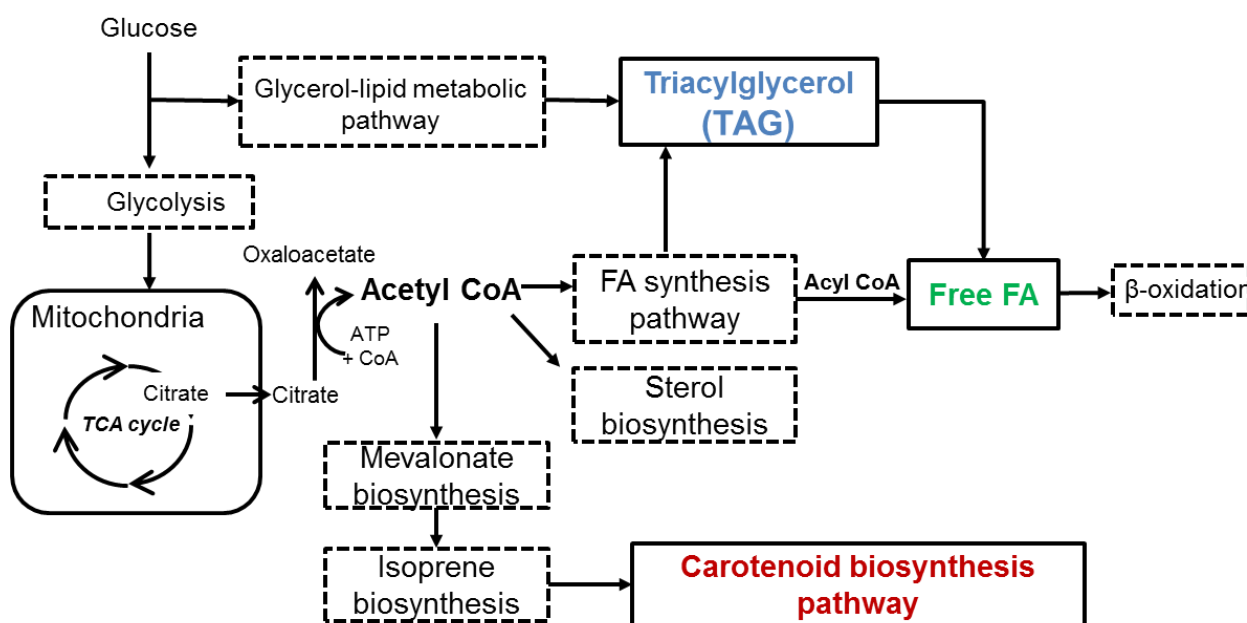 Glucose
Glycerol-lipid metabolic
pathway
Triacylglycerol
(TAG)
Glycolysis
Oxaloacetate
Acetyl CoA
ATP
+ CoA
FA synthesis
pathway
Acyl CoA
Free FA
β-oxidation
Mitochondria
Citrate
Citrate
TCA cycle
Sterol
biosynthesis
Mevalonate
biosynthesis
Isoprene
biosynthesis
Carotenoid biosynthesis
pathway